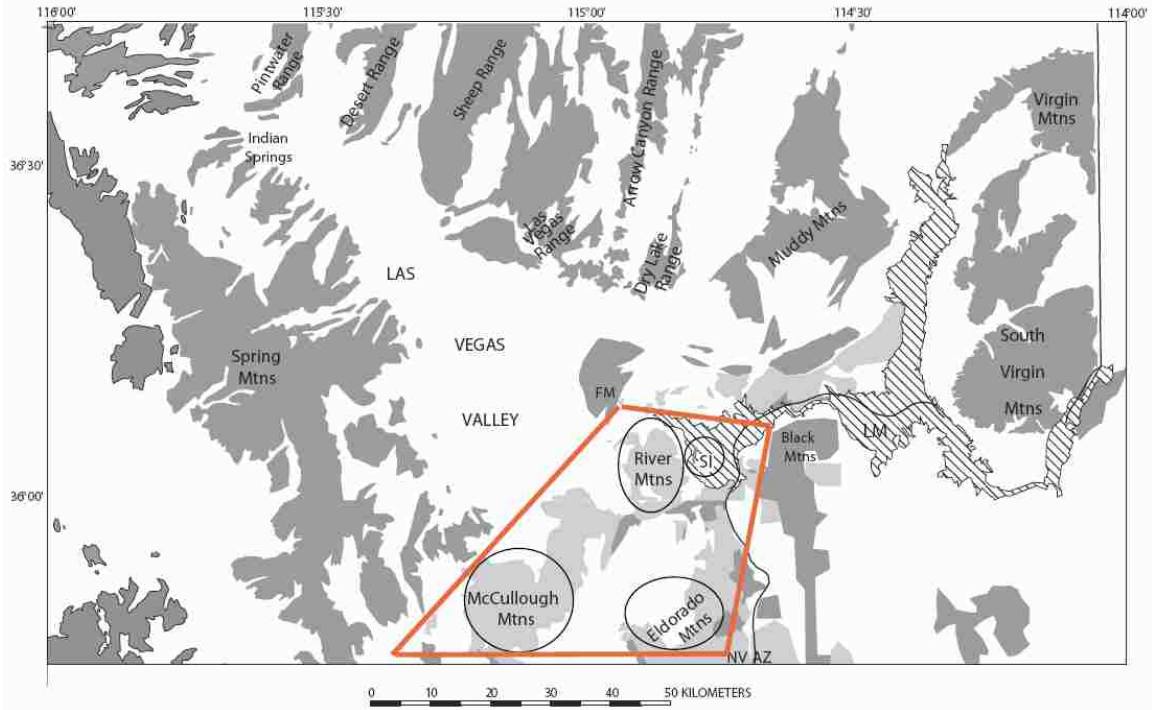 116°00'
115°30'
115°00'
114°30'
114°00'
Pintwater
Range
Desert Range
Sheep Range
Arrow Canyon Range
Virgin
Mtns
Indian
Springs
36°30'
Las
Vegas
Range
Dry Lake
Range
Muddy Mtns
LAS
VEGAS
VALLEY
Spring
Mtns
South
Virgin
Mtns
FM
LM
Black
Mtns
River
Mtns
SI
36°00'
McCullough
Mtns
Eldorado
Mtns
NV AZ
0 10 20 30 40 50 KILOMETERS